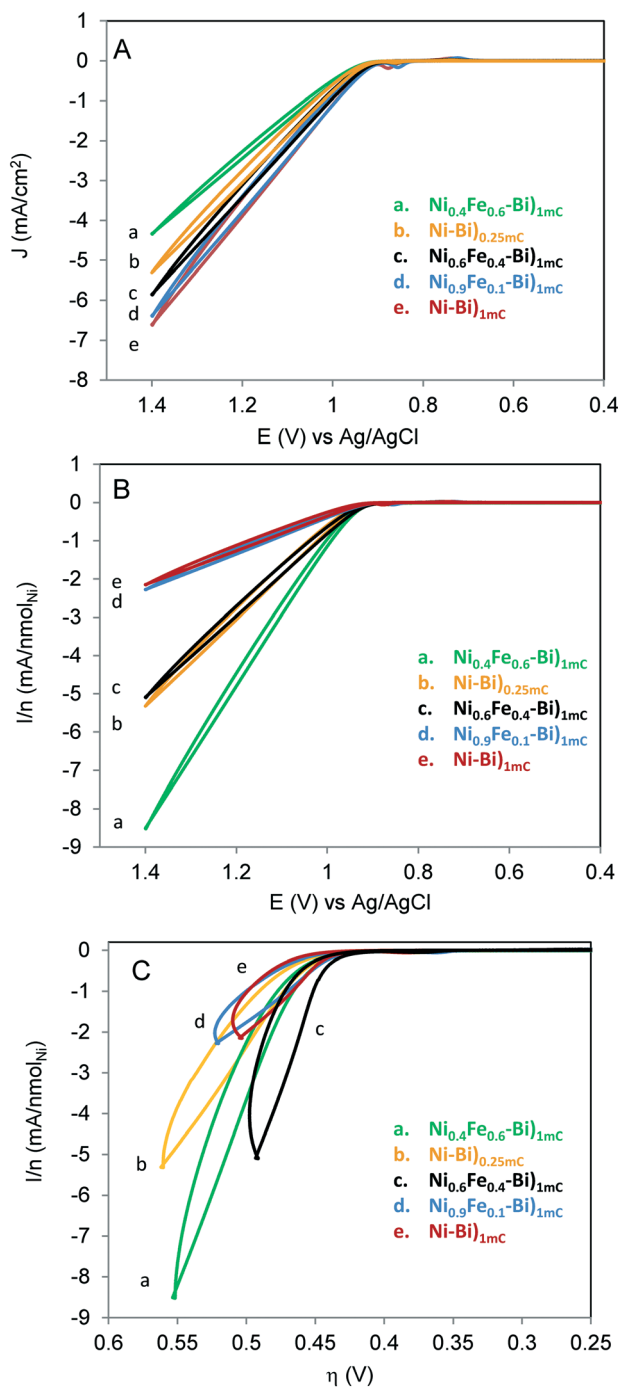 A
1
0
-1
-2
-3
-4
-5
-6
-7
-8
J (mA/cm²)
a
b
c
d
e
a. Ni0.4Fe0.6-Bi)1mC
b. Ni-Bi)0.25mC
c. Ni0.6Fe0.4-Bi)1mC
d. Ni0.9Fe0.1-Bi)1mC
e. Ni-Bi)1mC
1.4 1.2 1 0.8 0.6 0.4
E (V) vs Ag/AgCl
B
1
0
-1
-2
-3
-4
-5
-6
-7
-8
-9
I/n (mA/nmolNi)
e
d
c
b
a
a. Ni0.4Fe0.6-Bi)1mC
b. Ni-Bi)0.25mC
c. Ni0.6Fe0.4-Bi)1mC
d. Ni0.9Fe0.1-Bi)1mC
e. Ni-Bi)1mC
1.4 1.2 1 0.8 0.6 0.4
E (V) vs Ag/AgCl
C
0
-1
-2
-3
-4
-5
-6
-7
-8
-9
I/n (mA/nmolNi)
e
d
c
b
a
a. Ni0.4Fe0.6-Bi)1mC
b. Ni-Bi)0.25mC
c. Ni0.6Fe0.4-Bi)1mC
d. Ni0.9Fe0.1-Bi)1mC
e. Ni-Bi)1mC
0.6 0.55 0.5 0.45 0.4 0.35 0.3 0.25
η (V)